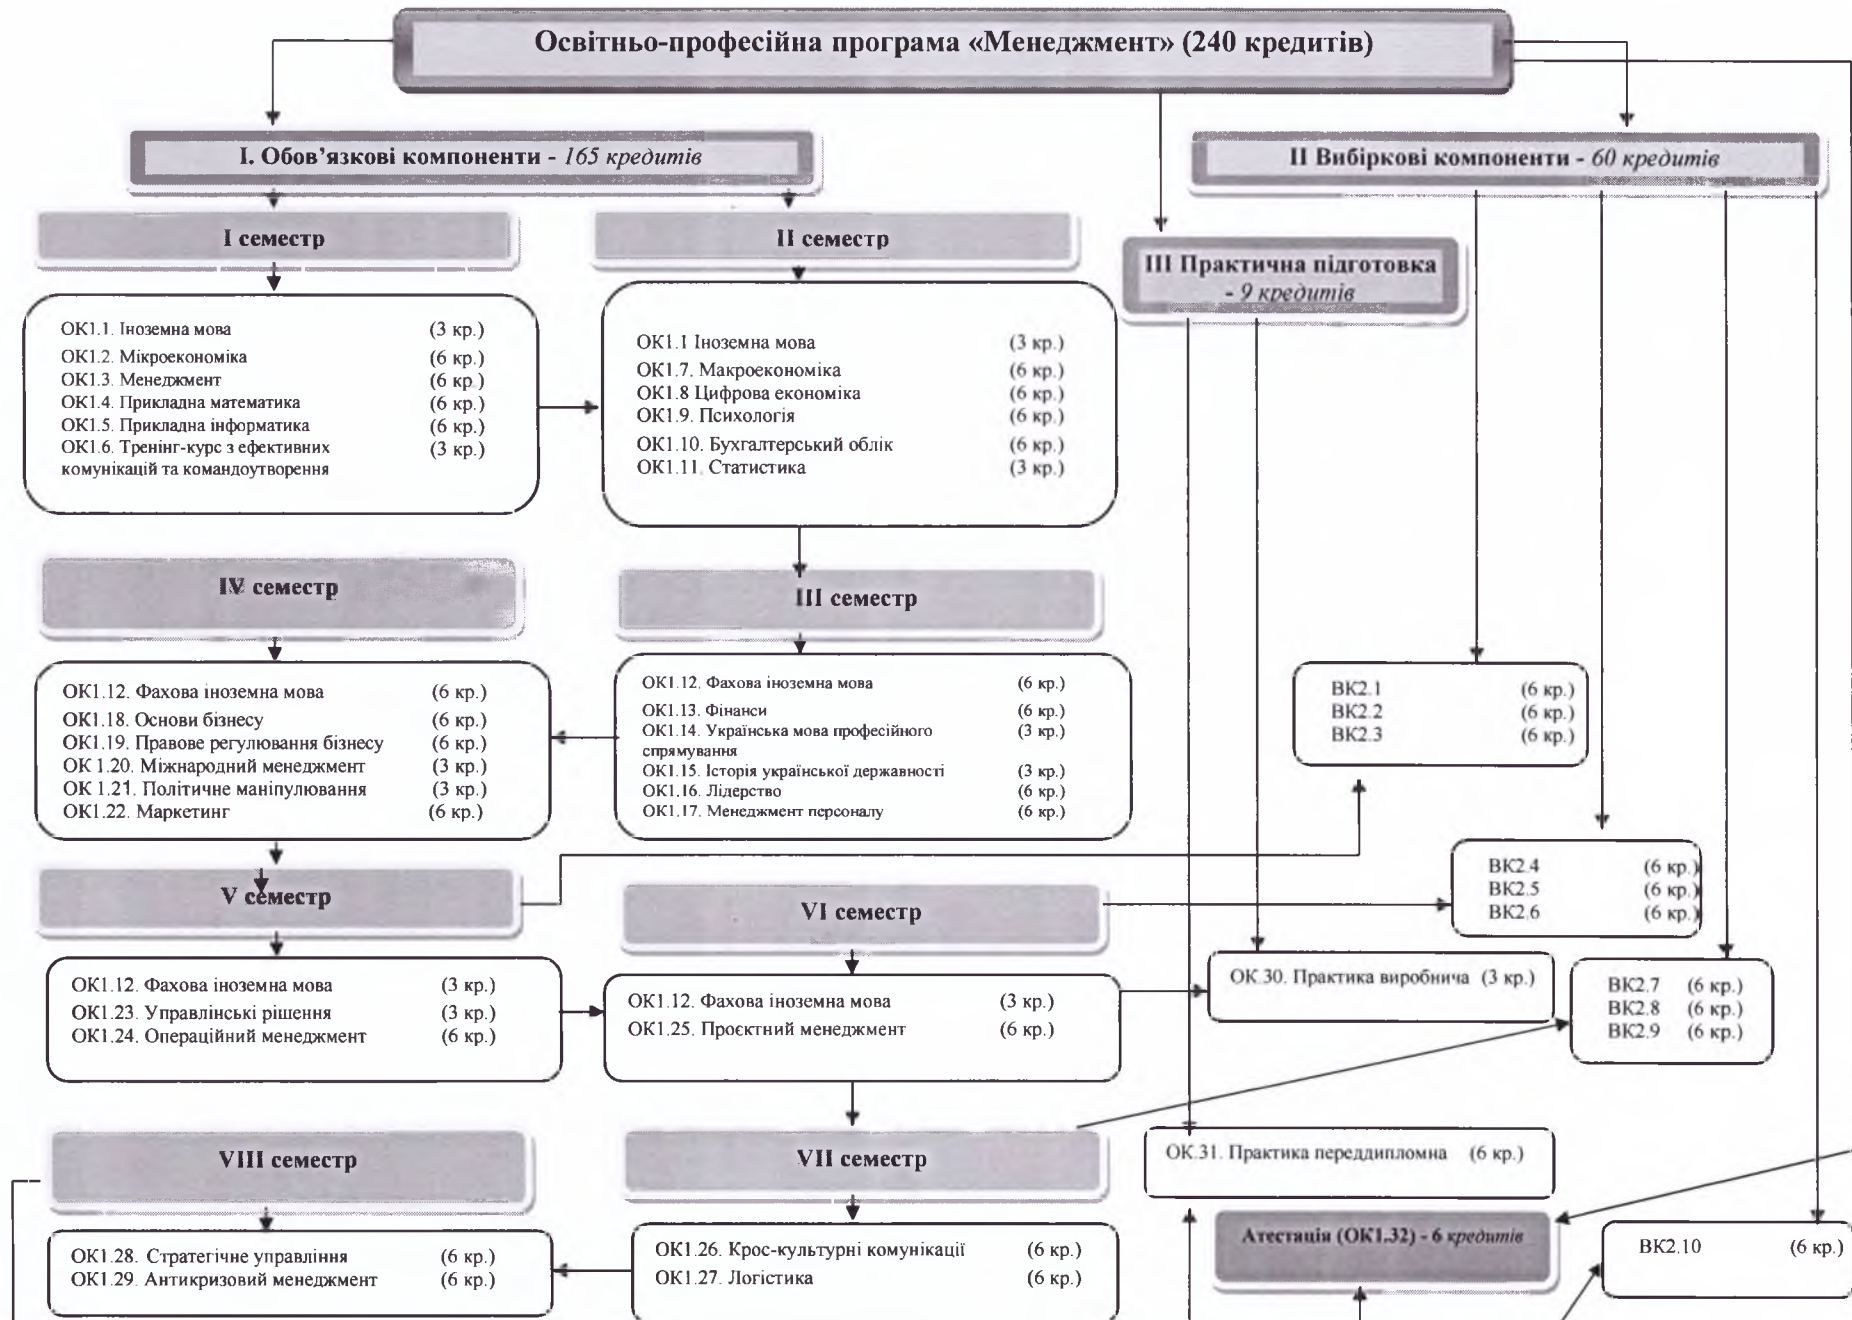 Освітньо-професійна програма «Менеджмент» (240 кредитів)
І. Обов’язкові компоненти - 165 кредитів
ІІ Вибіркові компоненти - 60 кредитів
І семестр
ІІ семестр
ІІІ Практична підготовка
- 9 кредитів
ОК1.1. Іноземна мова (3 кр.)
ОК1.2. Мікроекономіка (6 кр.)
ОК1.3. Менеджмент (6 кр.)
ОК1.4. Прикладна математика (6 кр.)
ОК1.5. Прикладна інформатика (6 кр.)
ОК1.6. Тренінг-курс з ефективних (3 кр.)
комунікацій та командоутворення
ОК1.1 Іноземна мова (3 кр.)
ОК1.7. Макроекономіка (6 кр.)
ОК1.8 Цифрова економіка (6 кр.)
ОК1.9. Психологія (6 кр.)
ОК1.10. Бухгалтерський облік (6 кр.)
ОК1.11. Статистика (3 кр.)
IV семестр
ІІІ семестр
ОК1.12. Фахова іноземна мова (6 кр.)
ОК1.18. Основи бізнесу (6 кр.)
ОК1.19. Правове регулювання бізнесу (6 кр.)
ОК 1.20. Міжнародний менеджмент (3 кр.)
ОК 1.21. Політичне маніпулювання (3 кр.)
ОК1.22. Маркетинг (6 кр.)
ОК1.12. Фахова іноземна мова (6 кр.)
ОК1.13. Фінанси (6 кр.)
ОК1.14. Українська мова професійного (3 кр.)
спрямування
ОК1.15. Історія української державності (3 кр.)
ОК1.16. Лідерство (6 кр.)
ОК1.17. Менеджмент персоналу (6 кр.)
ВК2.1 (6 кр.)
ВК2.2 (6 кр.)
ВК2.3 (6 кр.)
V семестр
VI семестр
ВК2.4 (6 кр.)
ВК2.5 (6 кр.)
ВК2.6 (6 кр.)
ОК1.12. Фахова іноземна мова (3 кр.)
ОК1.23. Управлінські рішення (3 кр.)
ОК1.24. Операційний менеджмент (6 кр.)
ОК1.12. Фахова іноземна мова (3 кр.)
ОК1.25. Проєктний менеджмент (6 кр.)
ОК.30. Практика виробнича (3 кр.)
ВК2.7 (6 кр.)
ВК2.8 (6 кр.)
ВК2.9 (6 кр.)
VIII семестр
VII семестр
ОК.31. Практика переддипломна (6 кр.)
ОК1.28. Стратегічне управління (6 кр.)
ОК1.29. Антикризовий менеджмент (6 кр.)
ОК1.26. Крос-культурні комунікації (6 кр.)
ОК1.27. Логістика (6 кр.)
Атестація (ОК1.32) - 6 кредитів
ВК2.10 (6 кр.)